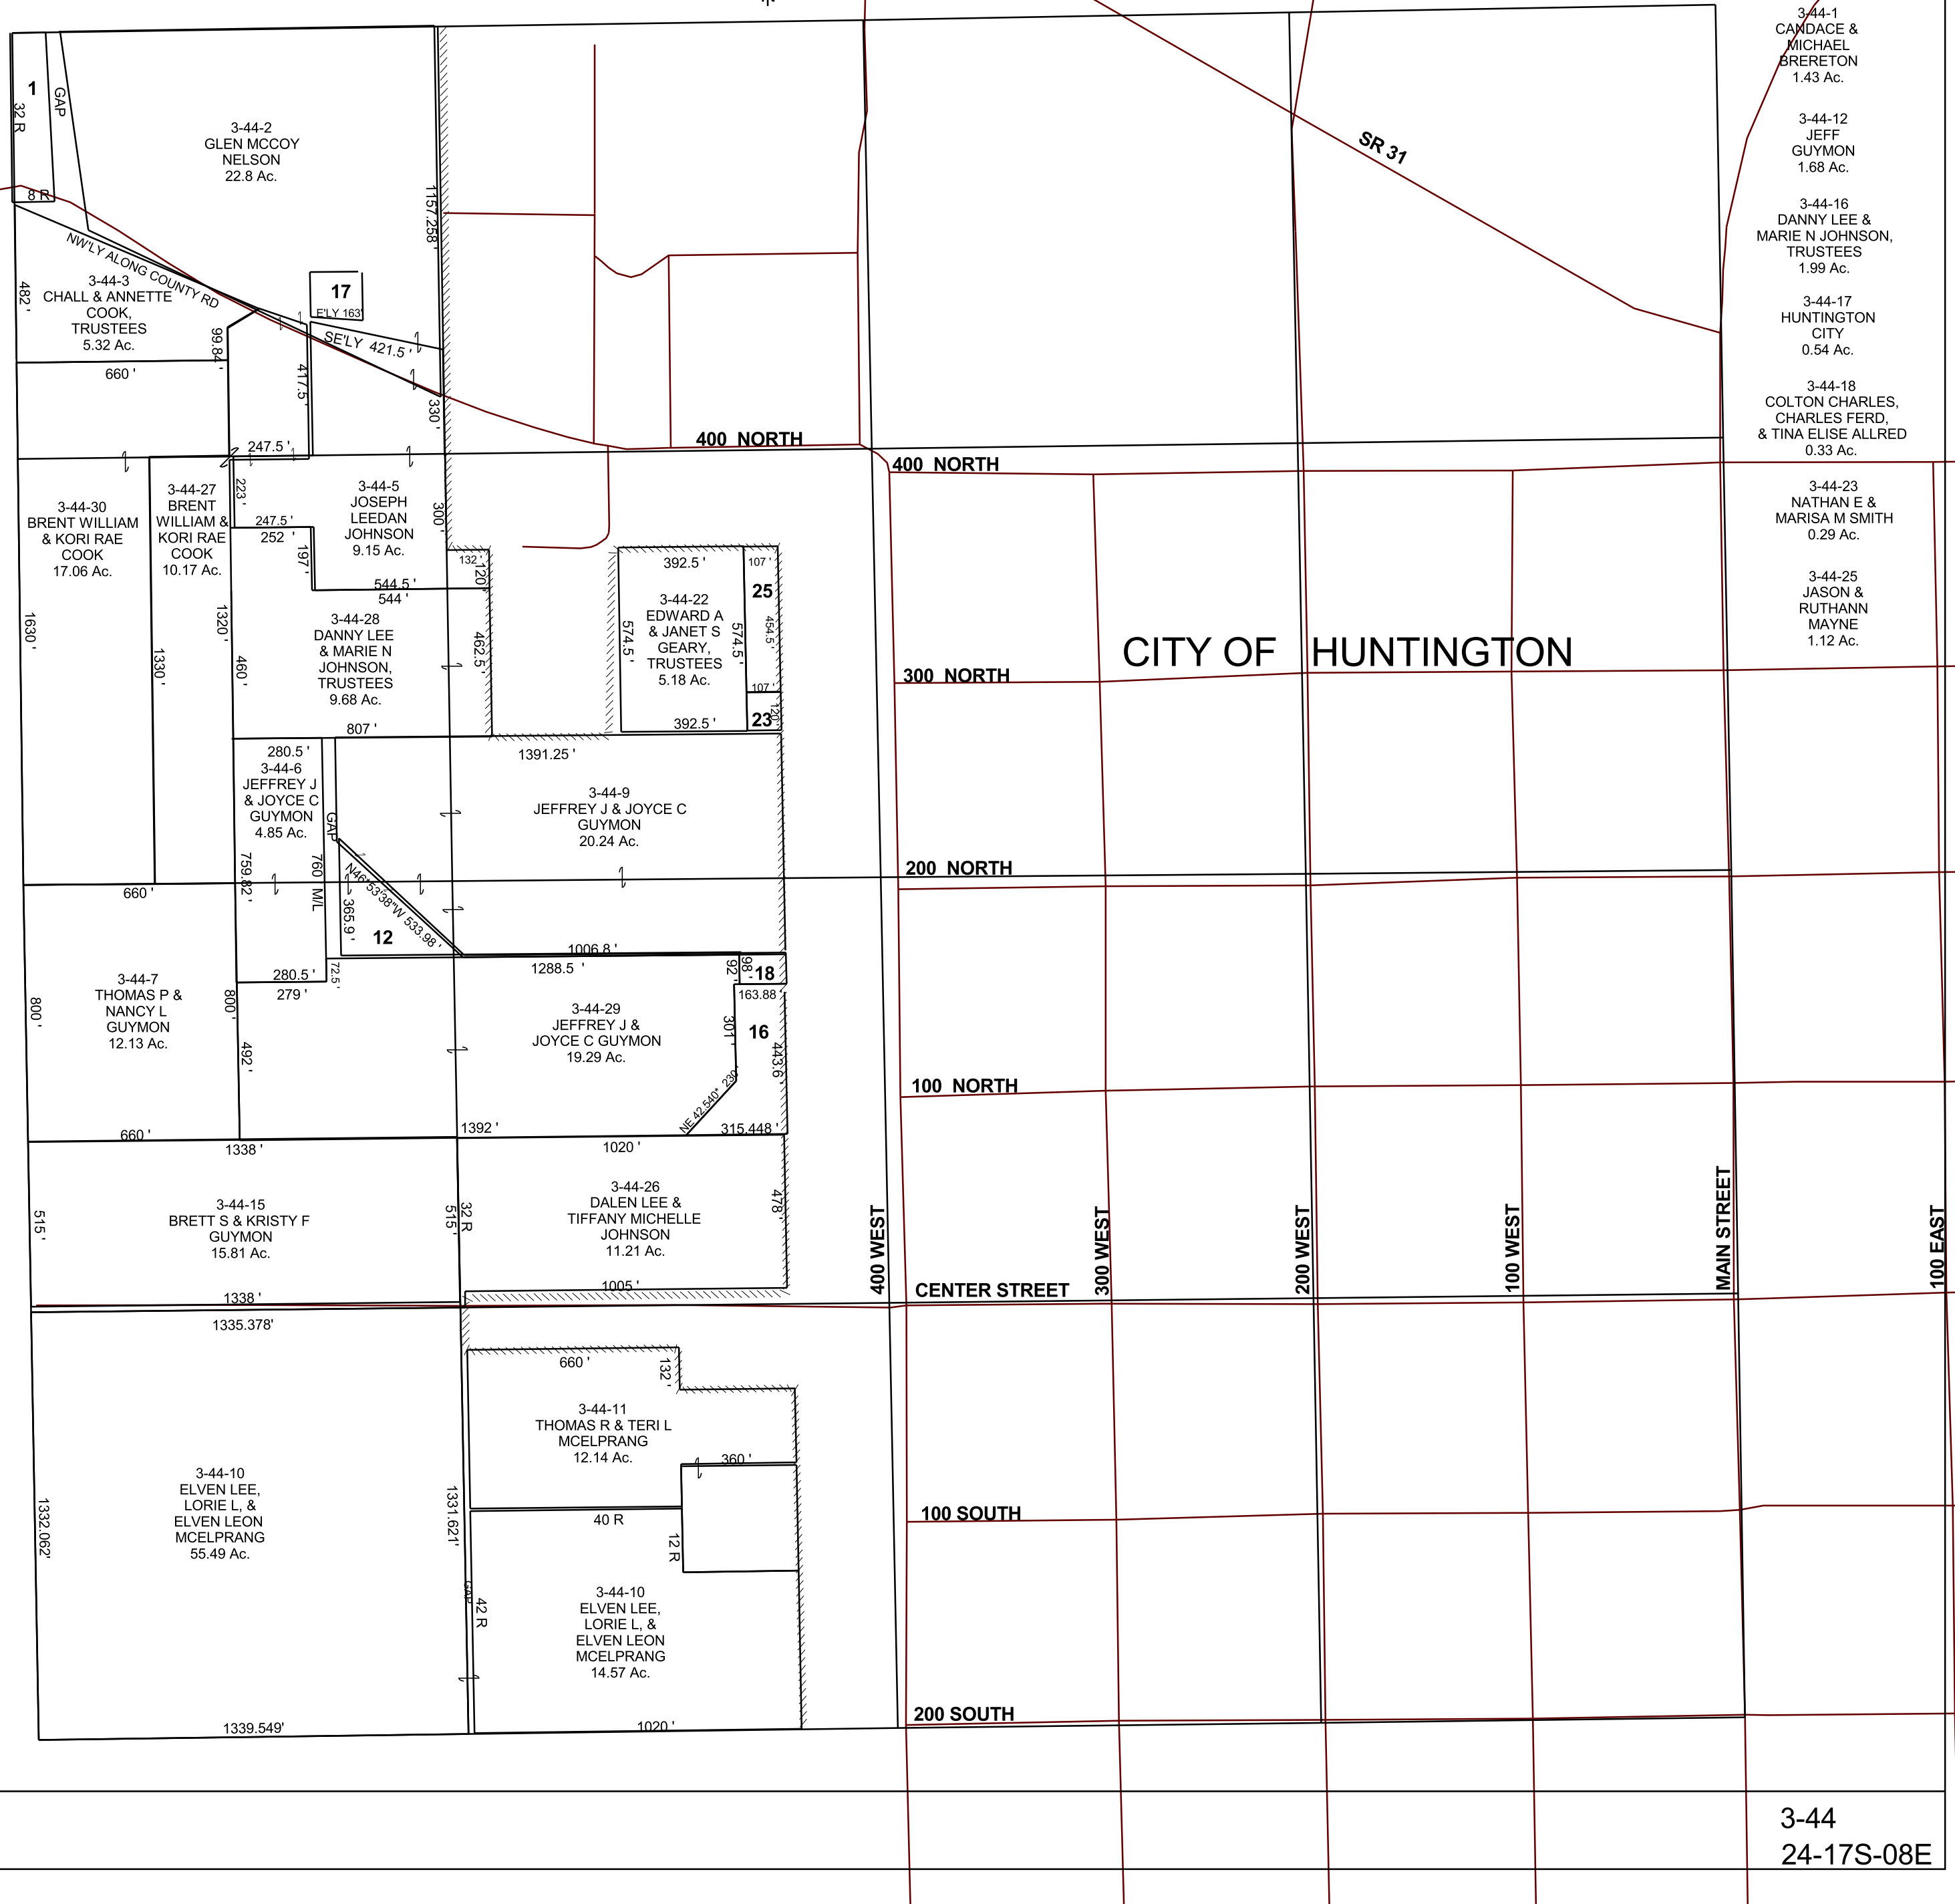 1
32 R
GAP
8 R
3-44-2
GLEN MCCOY
NELSON
22.8 Ac.
1157.258 '
NW'LY ALONG COUNTY RD
482 '
3-44-3
CHALL & ANNETTE
COOK,
TRUSTEES
5.32 Ac.
99.84 '
660 '
17
E'LY 163'
SE'LY 421.5 '
417.5 '
330 '
247.5 '
SR 31
400 NORTH
400 NORTH
3-44-30
BRENT WILLIAM
& KORI RAE
COOK
17.06 Ac.
1630 '
3-44-27
BRENT
WILLIAM &
KORI RAE
COOK
10.17 Ac.
1330 '
1320 '
223 '
247.5 '
252 '
197 '
3-44-5
JOSEPH
LEEDAN
JOHNSON
9.15 Ac.
300 '
132 '
120 '
544.5 '
544 '
3-44-28
DANNY LEE
& MARIE N
JOHNSON,
TRUSTEES
9.68 Ac.
460 '
462.5 '
807 '
392.5 '
107 '
25
3-44-22
EDWARD A
& JANET S
GEARY,
TRUSTEES
5.18 Ac.
574.5 '
574.5 '
454.5 '
107 '
120 '
23
392.5 '
CITY OF HUNTINGTON
300 NORTH
280.5 '
3-44-6
JEFFREY J
& JOYCE C
GUYMON
4.85 Ac.
759.82 '
GAP
760 M/L
1391.25 '
3-44-9
JEFFREY J & JOYCE C
GUYMON
20.24 Ac.
200 NORTH
660 '
N46°53'38"W 533.98 '
365.9 '
12
1006.8 '
1288.5 '
72.5 '
92 '
98 '
18
163.88 '
280.5 '
279 '
3-44-7
THOMAS P &
NANCY L
GUYMON
12.13 Ac.
800 '
800 '
492 '
3-44-29
JEFFREY J &
JOYCE C GUYMON
19.29 Ac.
301 '
16
443.6 '
NE 42.540° 230'
315.448 '
100 NORTH
660 '
1338 '
1392 '
1020 '
3-44-15
BRETT S & KRISTY F
GUYMON
15.81 Ac.
515 '
515 '
32 R
3-44-26
DALEN LEE &
TIFFANY MICHELLE
JOHNSON
11.21 Ac.
478 '
1005 '
1338 '
400 WEST
300 WEST
200 WEST
100 WEST
MAIN STREET
100 EAST
CENTER STREET
1335.378'
660 '
132 '
3-44-11
THOMAS R & TERI L
MCELPRANG
12.14 Ac.
360 '
3-44-10
ELVEN LEE,
LORIE L, &
ELVEN LEON
MCELPRANG
55.49 Ac.
1332.062'
1331.621'
40 R
12 R
100 SOUTH
GAP
42 R
3-44-10
ELVEN LEE,
LORIE L, &
ELVEN LEON
MCELPRANG
14.57 Ac.
1339.549'
1020 '
200 SOUTH
3-44-1
CANDACE &
MICHAEL
BRERETON
1.43 Ac.
3-44-12
JEFF
GUYMON
1.68 Ac.
3-44-16
DANNY LEE &
MARIE N JOHNSON,
TRUSTEES
1.99 Ac.
3-44-17
HUNTINGTON
CITY
0.54 Ac.
3-44-18
COLTON CHARLES,
CHARLES FERD,
& TINA ELISE ALLRED
0.33 Ac.
3-44-23
NATHAN E &
MARISA M SMITH
0.29 Ac.
3-44-25
JASON &
RUTHANN
MAYNE
1.12 Ac.
3-44
24-17S-08E